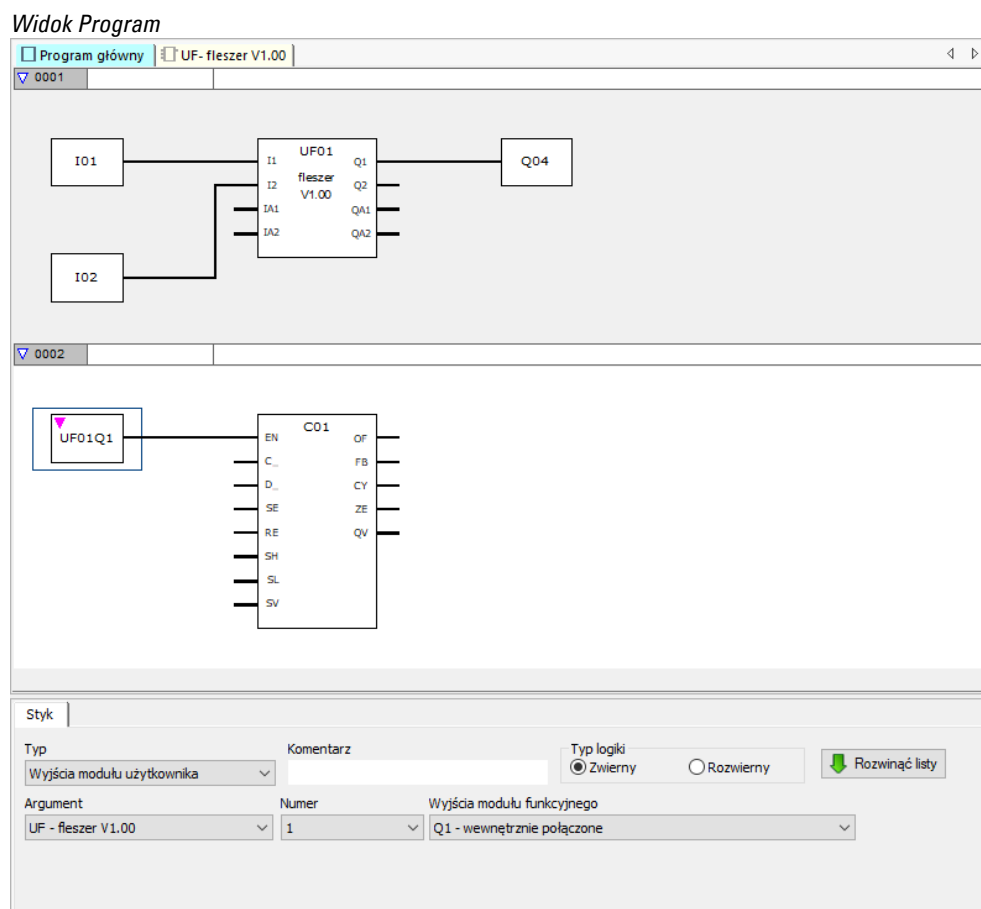 Widok Program
Program główny UF- fleszer V1.00
0001
I01 I1 UF01 Q1 Q04
I2 fleszer Q2
V1.00
IA1 QA1
IA2 QA2
I02
0002
UF01Q1 EN C01 OF
C_ FB
D_ CY
SE ZE
RE QV
SH
SL
SV
Styk
Typ Komentarz Typ logiki
Wyjścia modułu użytkownika Zwierny Rozwierny Rozwinąć listy
Argument Numer Wyjścia modułu funkcyjnego
UF - fleszer V1.00 1 Q1 - wewnętrznie połączone